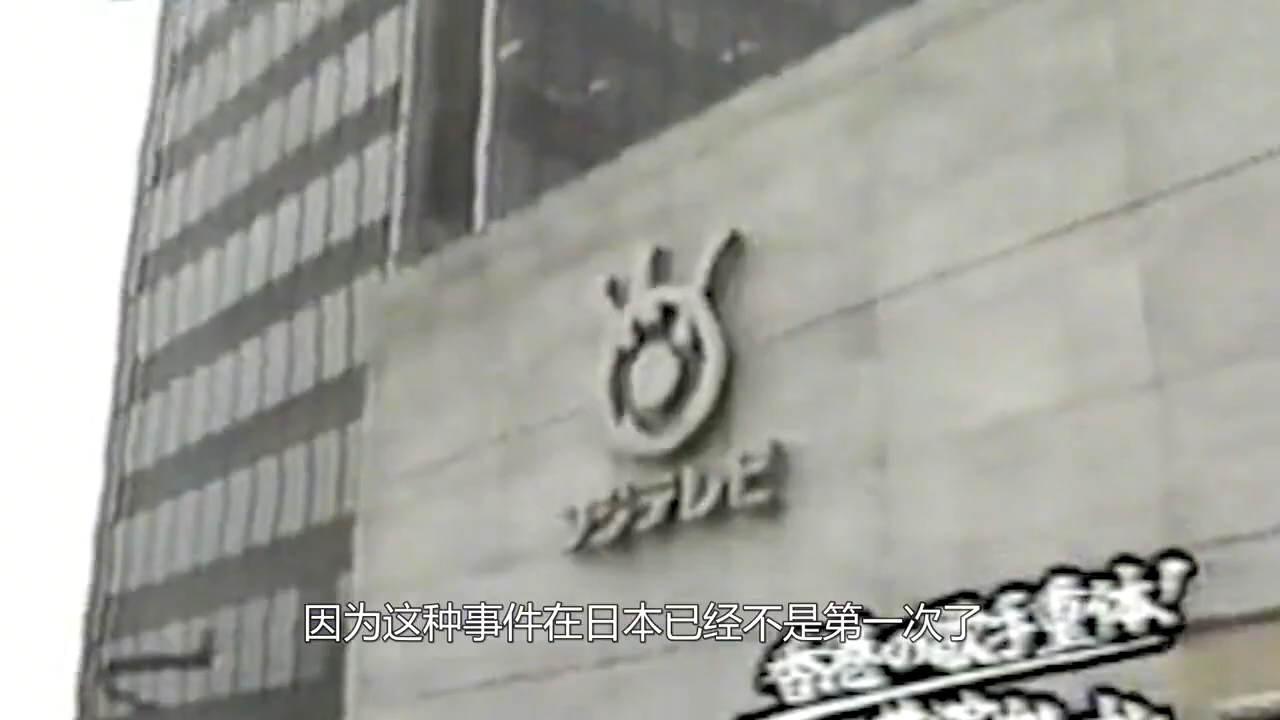 フジテレビ
因为这种事件在日本已经不是第一次了
香港の歌手重体!